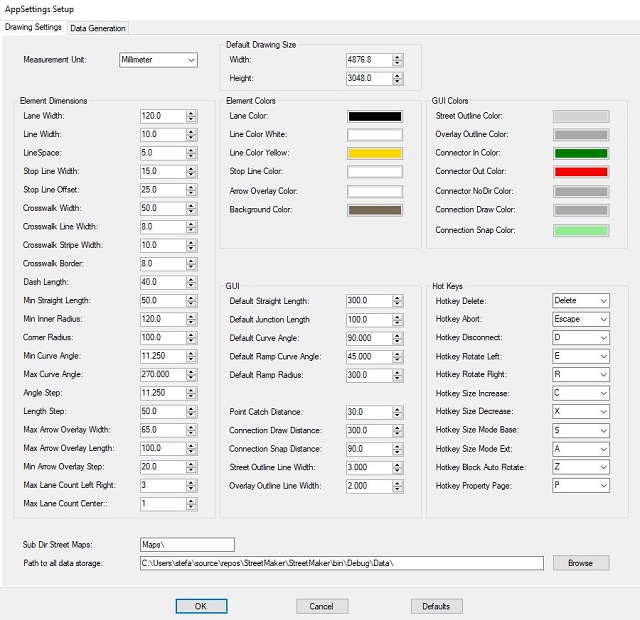 AppSettings Setup
Drawing Settings Data Generation
Measurement Unit: Millimeter
Default Drawing Size
Width: 4876.8
Height: 3048.0
Element Dimensions
Lane Width: 120.0
Line Width: 10.0
LineSpace: 5.0
Stop Line Width: 15.0
Stop Line Offset: 25.0
Crosswalk Width: 50.0
Crosswalk Line Width: 8.0
Crosswalk Stripe Width: 10.0
Crosswalk Border: 8.0
Dash Length: 40.0
Min Straight Length: 50.0
Min Inner Radius: 120.0
Corner Radius: 100.0
Min Curve Angle: 11.250
Max Curve Angle: 270.000
Angle Step: 11.250
Length Step: 50.0
Max Arrow Overlay Width: 65.0
Max Arrow Overlay Length: 100.0
Min Arrow Overlay Step: 20.0
Max Lane Count Left Right: 3
Max Lane Count Center:: 1
Element Colors
Lane Color:
Line Color White:
Line Color Yellow:
Stop Line Color:
Arrow Overlay Color:
Background Color:
GUI Colors
Street Outline Color:
Overlay Outline Color:
Connector In Color:
Connector Out Color:
Connector NoDir Color:
Connection Draw Color:
Connection Snap Color:
GUI
Default Straight Length: 300.0
Default Junction Length 100.0
Default Curve Angle: 90.000
Default Ramp Curve Angle: 45.000
Default Ramp Radius: 300.0
Point Catch Distance: 30.0
Connection Draw Distance: 300.0
Connection Snap Distance: 90.0
Street Outline Line Width: 3.000
Overlay Outline Line Width: 2.000
Hot Keys
Hotkey Delete: Delete
Hotkey Abort: Escape
Hotkey Disconnect: D
Hotkey Rotate Left: E
Hotkey Rotate Right: R
Hotkey Size Increase: C
Hotkey Size Decrease: X
Hotkey Size Mode Base: S
Hotkey Size Mode Ext: A
Hotkey Block Auto Rotate: Z
Hotkey Property Page: P
Sub Dir Street Maps: Maps\
Path to all data storage: C:\Users\stefa\source\repos\StreetMaker\StreetMaker\bin\Debug\Data\ Browse
OK Cancel Defaults